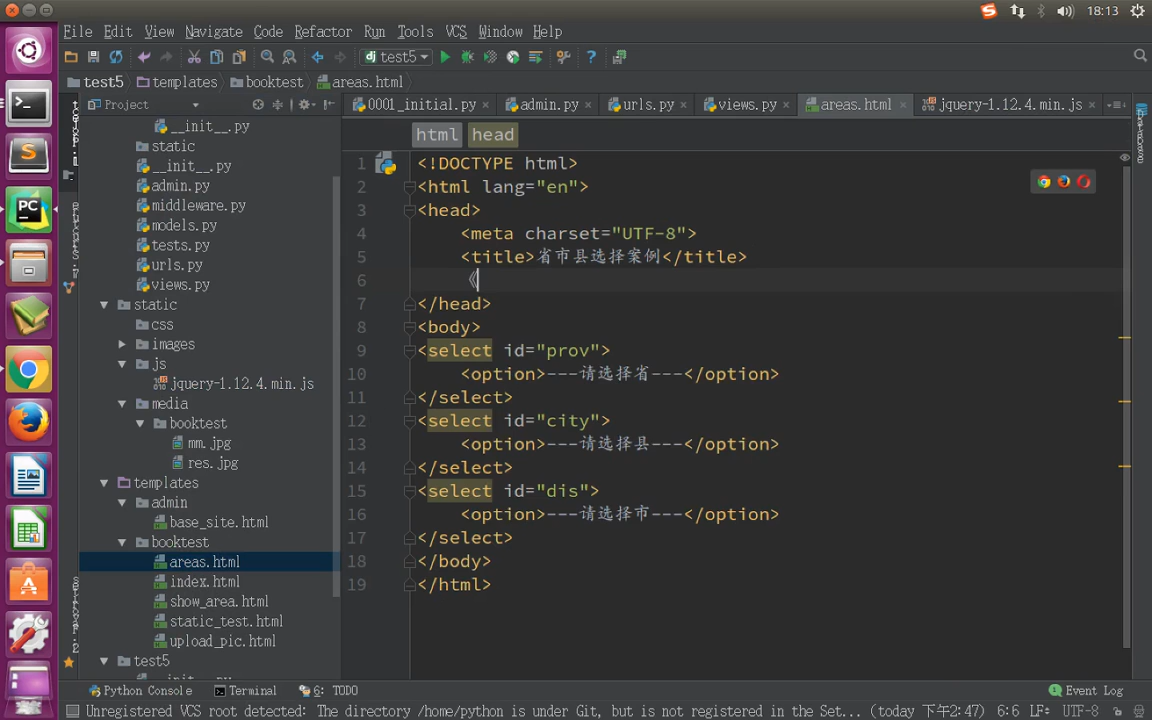 18:13
File Edit View Navigate Code Refactor Run Tools VCS Window Help
test5
test5 templates booktest areas.html
Project
0001_initial.py admin.py urls.py views.py areas.html jquery-1.12.4.min.js
html head
__init__.py
static
__init__.py
admin.py
middleware.py
models.py
tests.py
urls.py
views.py
static
css
images
js
jquery-1.12.4.min.js
media
booktest
mm.jpg
res.jpg
templates
admin
base_site.html
booktest
areas.html
index.html
show_area.html
static_test.html
upload_pic.html
test5
1 <!DOCTYPE html>
2 <html lang="en">
3 <head>
4 <meta charset="UTF-8">
5 <title>省市县选择案例</title>
6 《
7 </head>
8 <body>
9 <select id="prov">
10 <option>---请选择省---</option>
11 </select>
12 <select id="city">
13 <option>---请选择县---</option>
14 </select>
15 <select id="dis">
16 <option>---请选择市---</option>
17 </select>
18 </body>
19 </html>
Python Console Terminal 6: TODO Event Log
Unregistered VCS root detected: The directory /home/python is under Git, but is not registered in the Set... (today 下午2:47) 6:6 LF÷ UTF-8